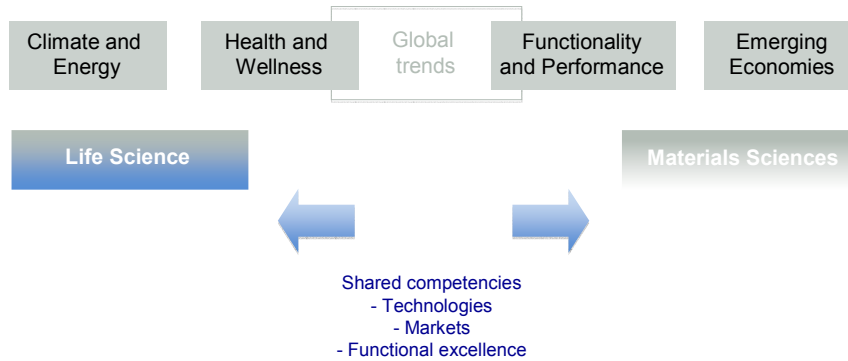 Climate and
Energy
Health and
Wellness
Global
trends
Functionality
and Performance
Emerging
Economies
Life Science
Materials Sciences
Shared competencies
- Technologies
- Markets
- Functional excellence